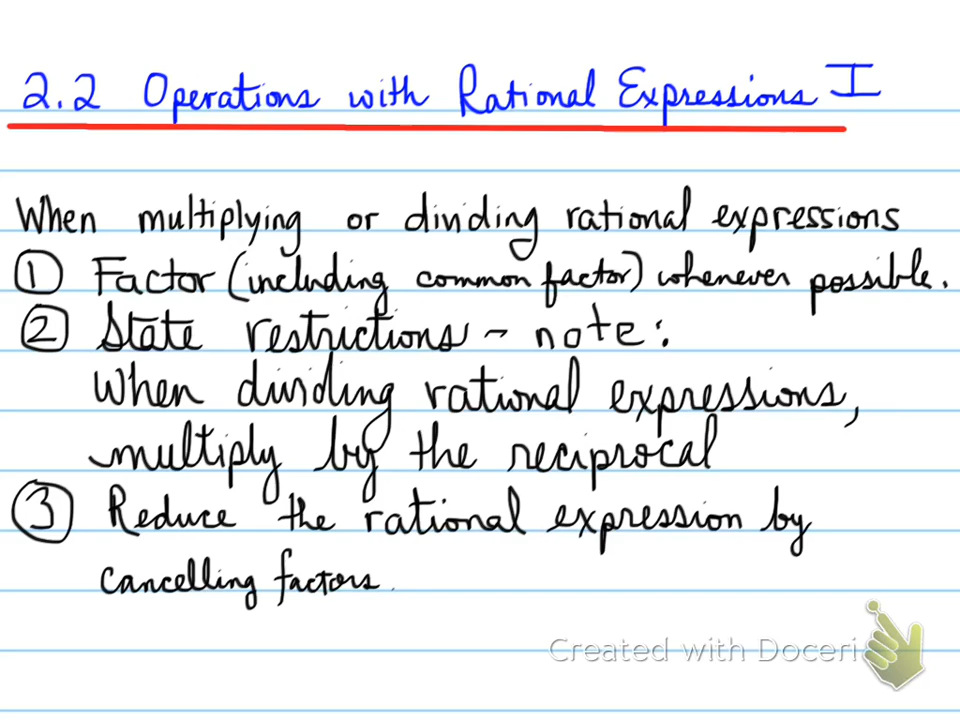 2.2 Operations with Rational Expressions I
When multiplying or dividing rational expressions
① Factor (including common factor) whenever possible.
② State restrictions - note:
When dividing rational expressions,
multiply by the reciprocal
③ Reduce the rational expression by
cancelling factors.
Created with Doceri